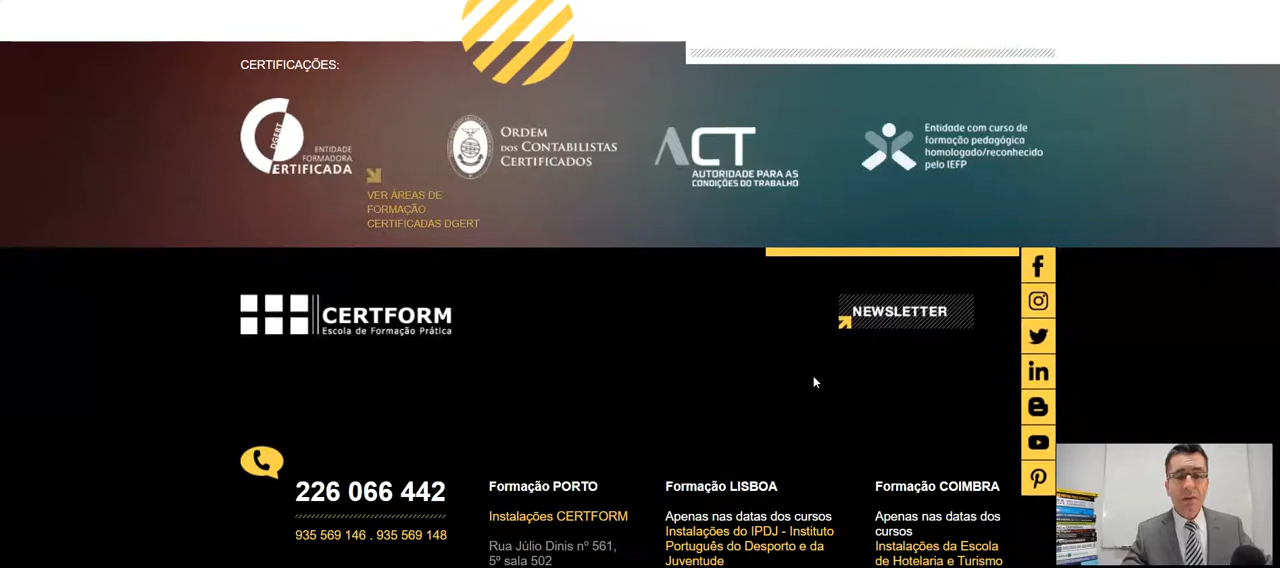 CERTIFICAÇÕES:
DGERT
ENTIDADE
FORMADORA
CERTIFICADA
VER ÁREAS DE
FORMAÇÃO
CERTIFICADAS DGERT
ORDEM
DOS CONTABILISTAS
CERTIFICADOS
ACT
AUTORIDADE PARA AS
CONDIÇÕES DO TRABALHO
Entidade com curso de
formação pedagógica
homologado/reconhecido
pelo IEFP
CERTFORM
Escola de Formação Prática
NEWSLETTER
226 066 442
935 569 146 . 935 569 148
Formação PORTO
Instalações CERTFORM
Rua Júlio Dinis nº 561,
5º sala 502
Formação LISBOA
Apenas nas datas dos cursos
Instalações do IPDJ - Instituto
Português do Desporto e da
Juventude
Formação COIMBRA
Apenas nas datas dos
cursos
Instalações da Escola
de Hotelaria e Turismo